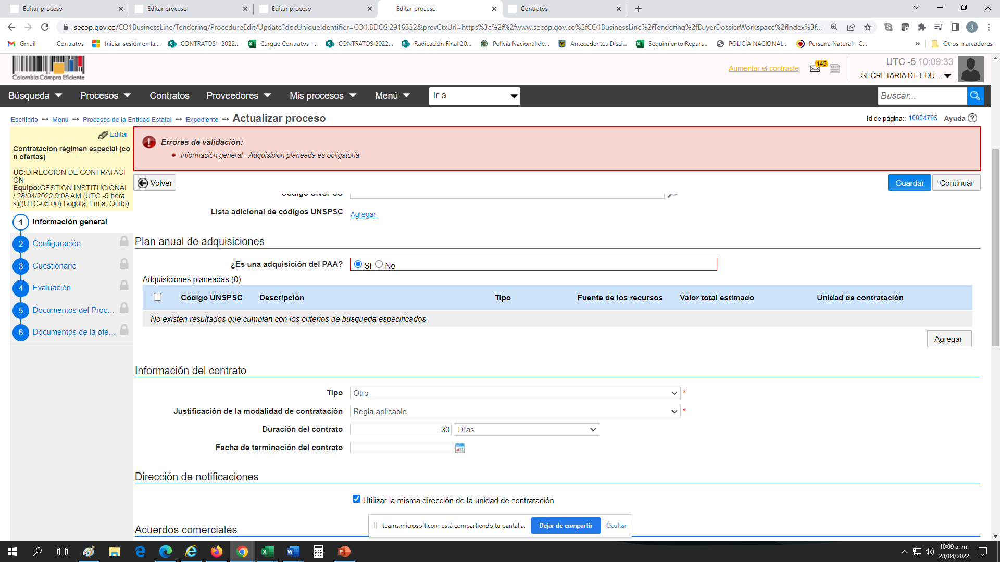 Editar proceso
Editar proceso
Editar proceso
Editar proceso
Contratos
secop.gov.co/CO1BusinessLine/Tendering/ProcedureEdit/Update?docUniqueIdentifier=CO1.BDOS.2916322&prevCtxUrl=https%3a%2f%2fwww.secop.gov.co%2fCO1BusinessLine%2fTendering%2fBuyerDossierWorkspace%2fIndex%3f...
J
Gmail
Contratos
Iniciar sesión en la...
CONTRATOS - 2022...
Cargue Contratos -...
CONTRATOS 2022...
Radicación Final 20...
Policía Nacional de...
Antecedentes Disci...
Seguimiento Report...
POLICÍA NACIONAL...
Persona Natural - C...
»
Otros marcadores
Colombia Compra Eficiente
Aumentar el contraste
145
UTC -5 10:09:33
SECRETARIA DE EDU...
Búsqueda
Procesos
Contratos
Proveedores
Mis procesos
Menú
Ir a
Buscar...
Escritorio → Menú → Procesos de la Entidad Estatal → Expediente → Actualizar proceso
Id de página:: 10004795 Ayuda ?
Editar
Contratación régimen especial (co
n ofertas)
UC:DIRECCION DE CONTRATACI
ON
Equipo:GESTION INSTITUCIONAL
/ 28/04/2022 9:08 AM (UTC -5 hora
s)((UTC-05:00) Bogotá, Lima, Quito)
Errores de validación:
Información general - Adquisición planeada es obligatoria
Volver
Guardar
Continuar
Código UNSPSC
Lista adicional de códigos UNSPSC
Agregar
1 Información general
2 Configuración
3 Cuestionario
4 Evaluación
5 Documentos del Proc...
6 Documentos de la ofe...
Plan anual de adquisiciones
¿Es una adquisición del PAA? Sí No
Adquisiciones planeadas (0)
Código UNSPSC Descripción Tipo Fuente de los recursos Valor total estimado Unidad de contratación
No existen resultados que cumplan con los criterios de búsqueda especificados
Agregar
Información del contrato
Tipo Otro *
Justificación de la modalidad de contratación Regla aplicable *
Duración del contrato 30 Días
Fecha de terminación del contrato
Dirección de notificaciones
Utilizar la misma dirección de la unidad de contratación
teams.microsoft.com está compartiendo tu pantalla. Dejar de compartir Ocultar
Acuerdos comerciales
10:09 a. m.
28/04/2022